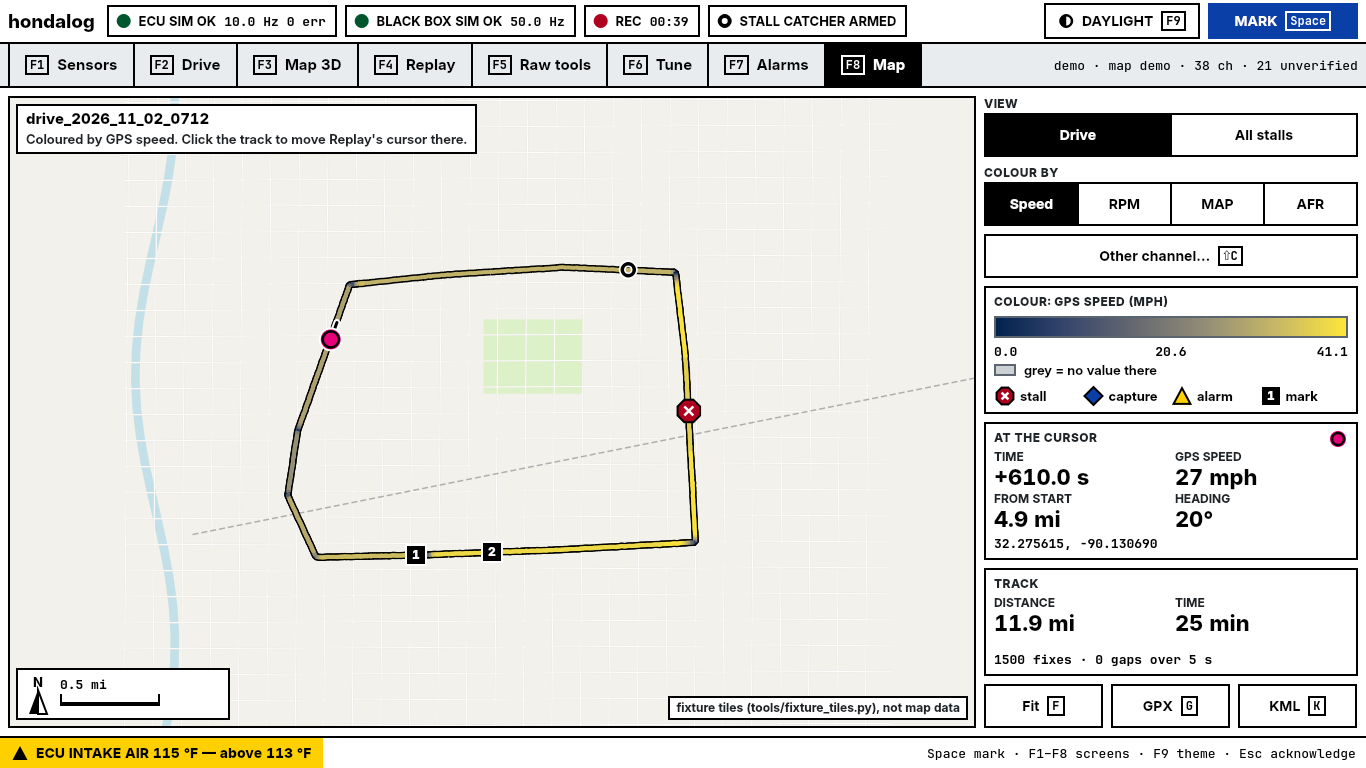 hondalog
ECU SIM OK 10.0 Hz 0 err
BLACK BOX SIM OK 50.0 Hz
REC 00:39
STALL CATCHER ARMED
DAYLIGHT F9
MARK Space
F1 Sensors
F2 Drive
F3 Map 3D
F4 Replay
F5 Raw tools
F6 Tune
F7 Alarms
F8 Map
demo · map demo · 38 ch · 21 unverified
drive_2026_11_02_0712
Coloured by GPS speed. Click the track to move Replay's cursor there.
1
2
N
0.5 mi
fixture tiles (tools/fixture_tiles.py), not map data
VIEW
Drive
All stalls
COLOUR BY
Speed
RPM
MAP
AFR
Other channel... ⇧C
COLOUR: GPS SPEED (MPH)
0.0 20.6 41.1
grey = no value there
stall
capture
alarm
1 mark
AT THE CURSOR
TIME GPS SPEED
+610.0 s 27 mph
FROM START HEADING
4.9 mi 20°
32.275615, -90.130690
TRACK
DISTANCE TIME
11.9 mi 25 min
1500 fixes · 0 gaps over 5 s
Fit F
GPX G
KML K
ECU INTAKE AIR 115 °F — above 113 °F
Space mark · F1–F8 screens · F9 theme · Esc acknowledge